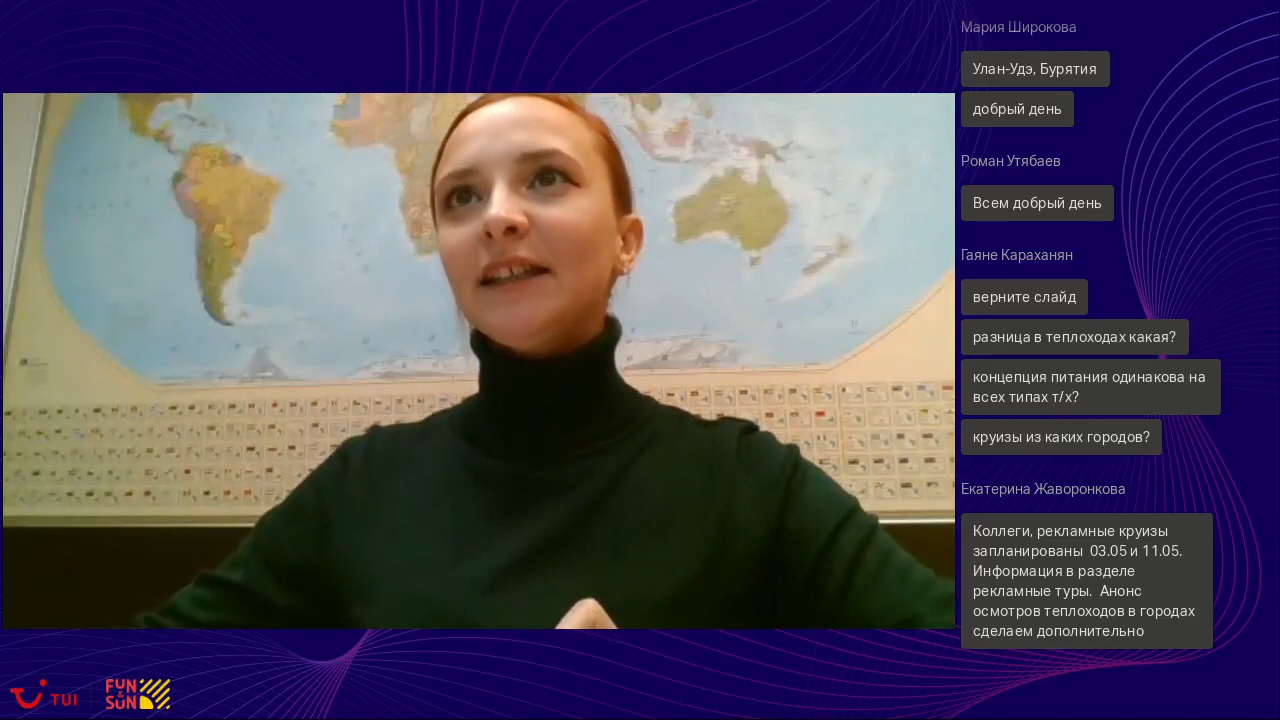 Мария Широкова
Улан-Удэ, Бурятия
добрый день
Роман Утябаев
Всем добрый день
Гаяне Караханян
верните слайд
разница в теплоходах какая?
концепция питания одинакова на
всех типах т/х?
круизы из каких городов?
Екатерина Жаворонкова
Коллеги, рекламные круизы
запланированы  03.05 и 11.05.
Информация в разделе
рекламные туры.  Анонс
осмотров теплоходов в городах
сделаем дополнительно
TUI
FUN
&
SUN